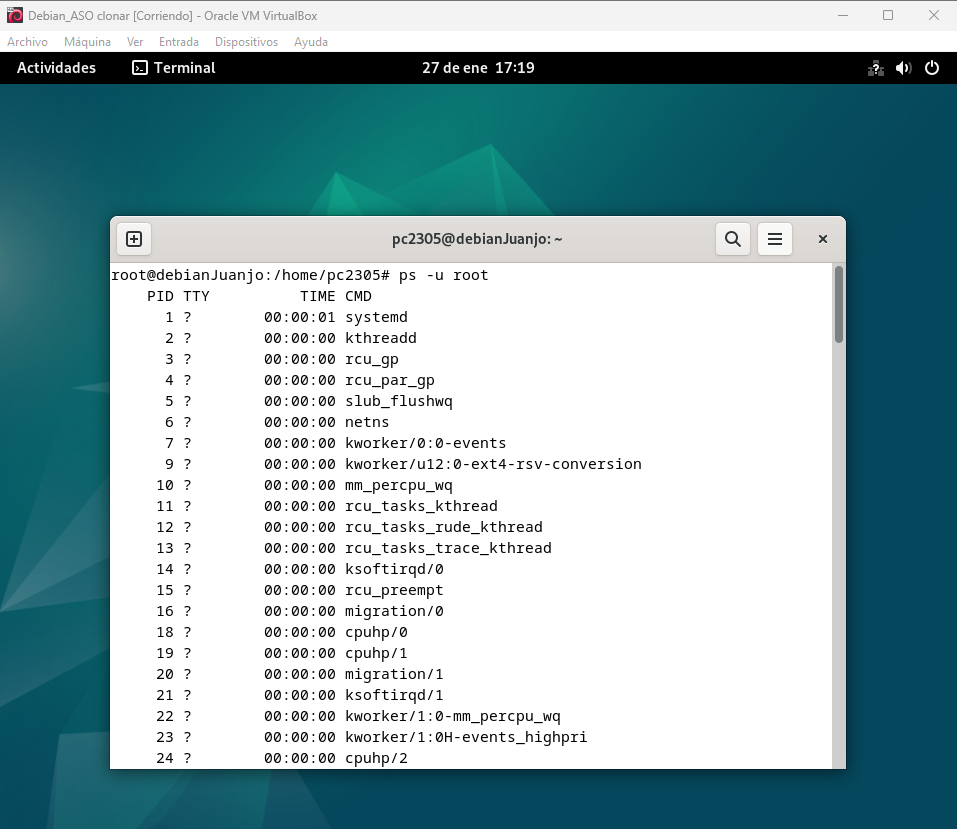 Debian_ASO clonar [Corriendo] - Oracle VM VirtualBox
Archivo Máquina Ver Entrada Dispositivos Ayuda
Actividades Terminal 27 de ene 17:19
pc2305@debianJuanjo: ~
root@debianJuanjo:/home/pc2305# ps -u root
PID TTY TIME CMD
1 ? 00:00:01 systemd
2 ? 00:00:00 kthreadd
3 ? 00:00:00 rcu_gp
4 ? 00:00:00 rcu_par_gp
5 ? 00:00:00 slub_flushwq
6 ? 00:00:00 netns
7 ? 00:00:00 kworker/0:0-events
9 ? 00:00:00 kworker/u12:0-ext4-rsv-conversion
10 ? 00:00:00 mm_percpu_wq
11 ? 00:00:00 rcu_tasks_kthread
12 ? 00:00:00 rcu_tasks_rude_kthread
13 ? 00:00:00 rcu_tasks_trace_kthread
14 ? 00:00:00 ksoftirqd/0
15 ? 00:00:00 rcu_preempt
16 ? 00:00:00 migration/0
18 ? 00:00:00 cpuhp/0
19 ? 00:00:00 cpuhp/1
20 ? 00:00:00 migration/1
21 ? 00:00:00 ksoftirqd/1
22 ? 00:00:00 kworker/1:0-mm_percpu_wq
23 ? 00:00:00 kworker/1:0H-events_highpri
24 ? 00:00:00 cpuhp/2